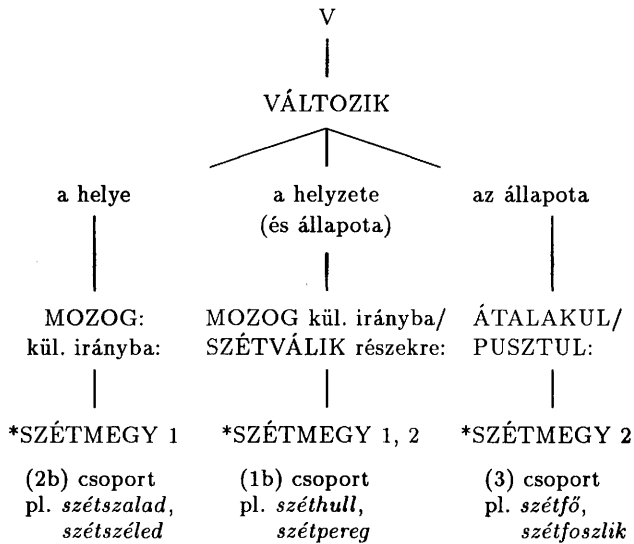 V
VÁLTOZIK
a helye
a helyzete
(és állapota)
az állapota
MOZOG:
kül. irányba:
MOZOG kül. irányba/
SZÉTVÁLIK részekre:
ÁTALAKUL/
PUSZTUL:
*SZÉTMEGY 1
*SZÉTMEGY 1, 2
*SZÉTMEGY 2
(2b) csoport
pl. szétszalad,
szétszéled
(1b) csoport
pl. széthull,
szétpereg
(3) csoport
pl. szétfő,
szétfoszlik